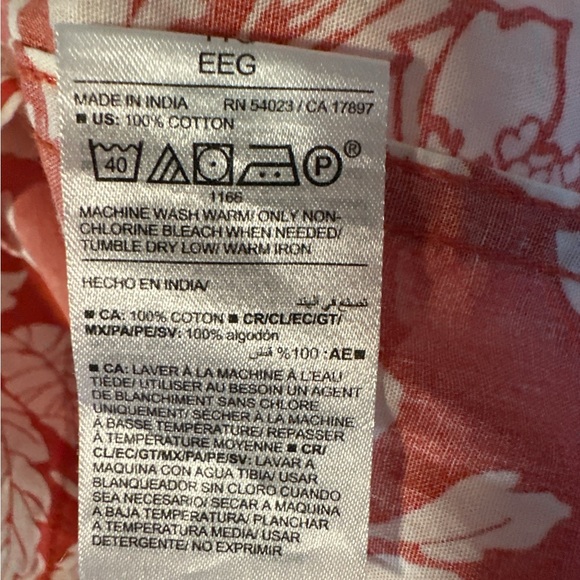 EEG
MADE IN INDIA RN 54023 / CA 17897
■ US: 100% COTTON
40 P®
1166
MACHINE WASH WARM/ ONLY NON-
CHLORINE BLEACH WHEN NEEDED/
TUMBLE DRY LOW/ WARM IRON
HECHO EN INDIA/
تصنع في الهند
■ CA: 100% COTON ■ CR/CL/EC/GT/
MX/PA/PE/SV: 100% algodón
■AE: 100% قطن
■ CA: LAVER À LA MACHINE À L'EAU
TIÈDE/ UTILISER AU BESOIN UN AGENT
DE BLANCHIMENT SANS CHLORE
UNIQUEMENT/ SÉCHER À LA MACHINE
À BASSE TEMPÉRATURE/ REPASSER
À TEMPÉRATURE MOYENNE ■ CR/
CL/EC/GT/MX/PA/PE/SV: LAVAR A
MAQUINA CON AGUA TIBIA/ USAR
BLANQUEADOR SIN CLORO CUANDO
SEA NECESARIO/ SECAR A MAQUINA
A BAJA TEMPERATURA/ PLANCHAR
A TEMPERATURA MEDIA/ USAR
DETERGENTE/ NO EXPRIMIR